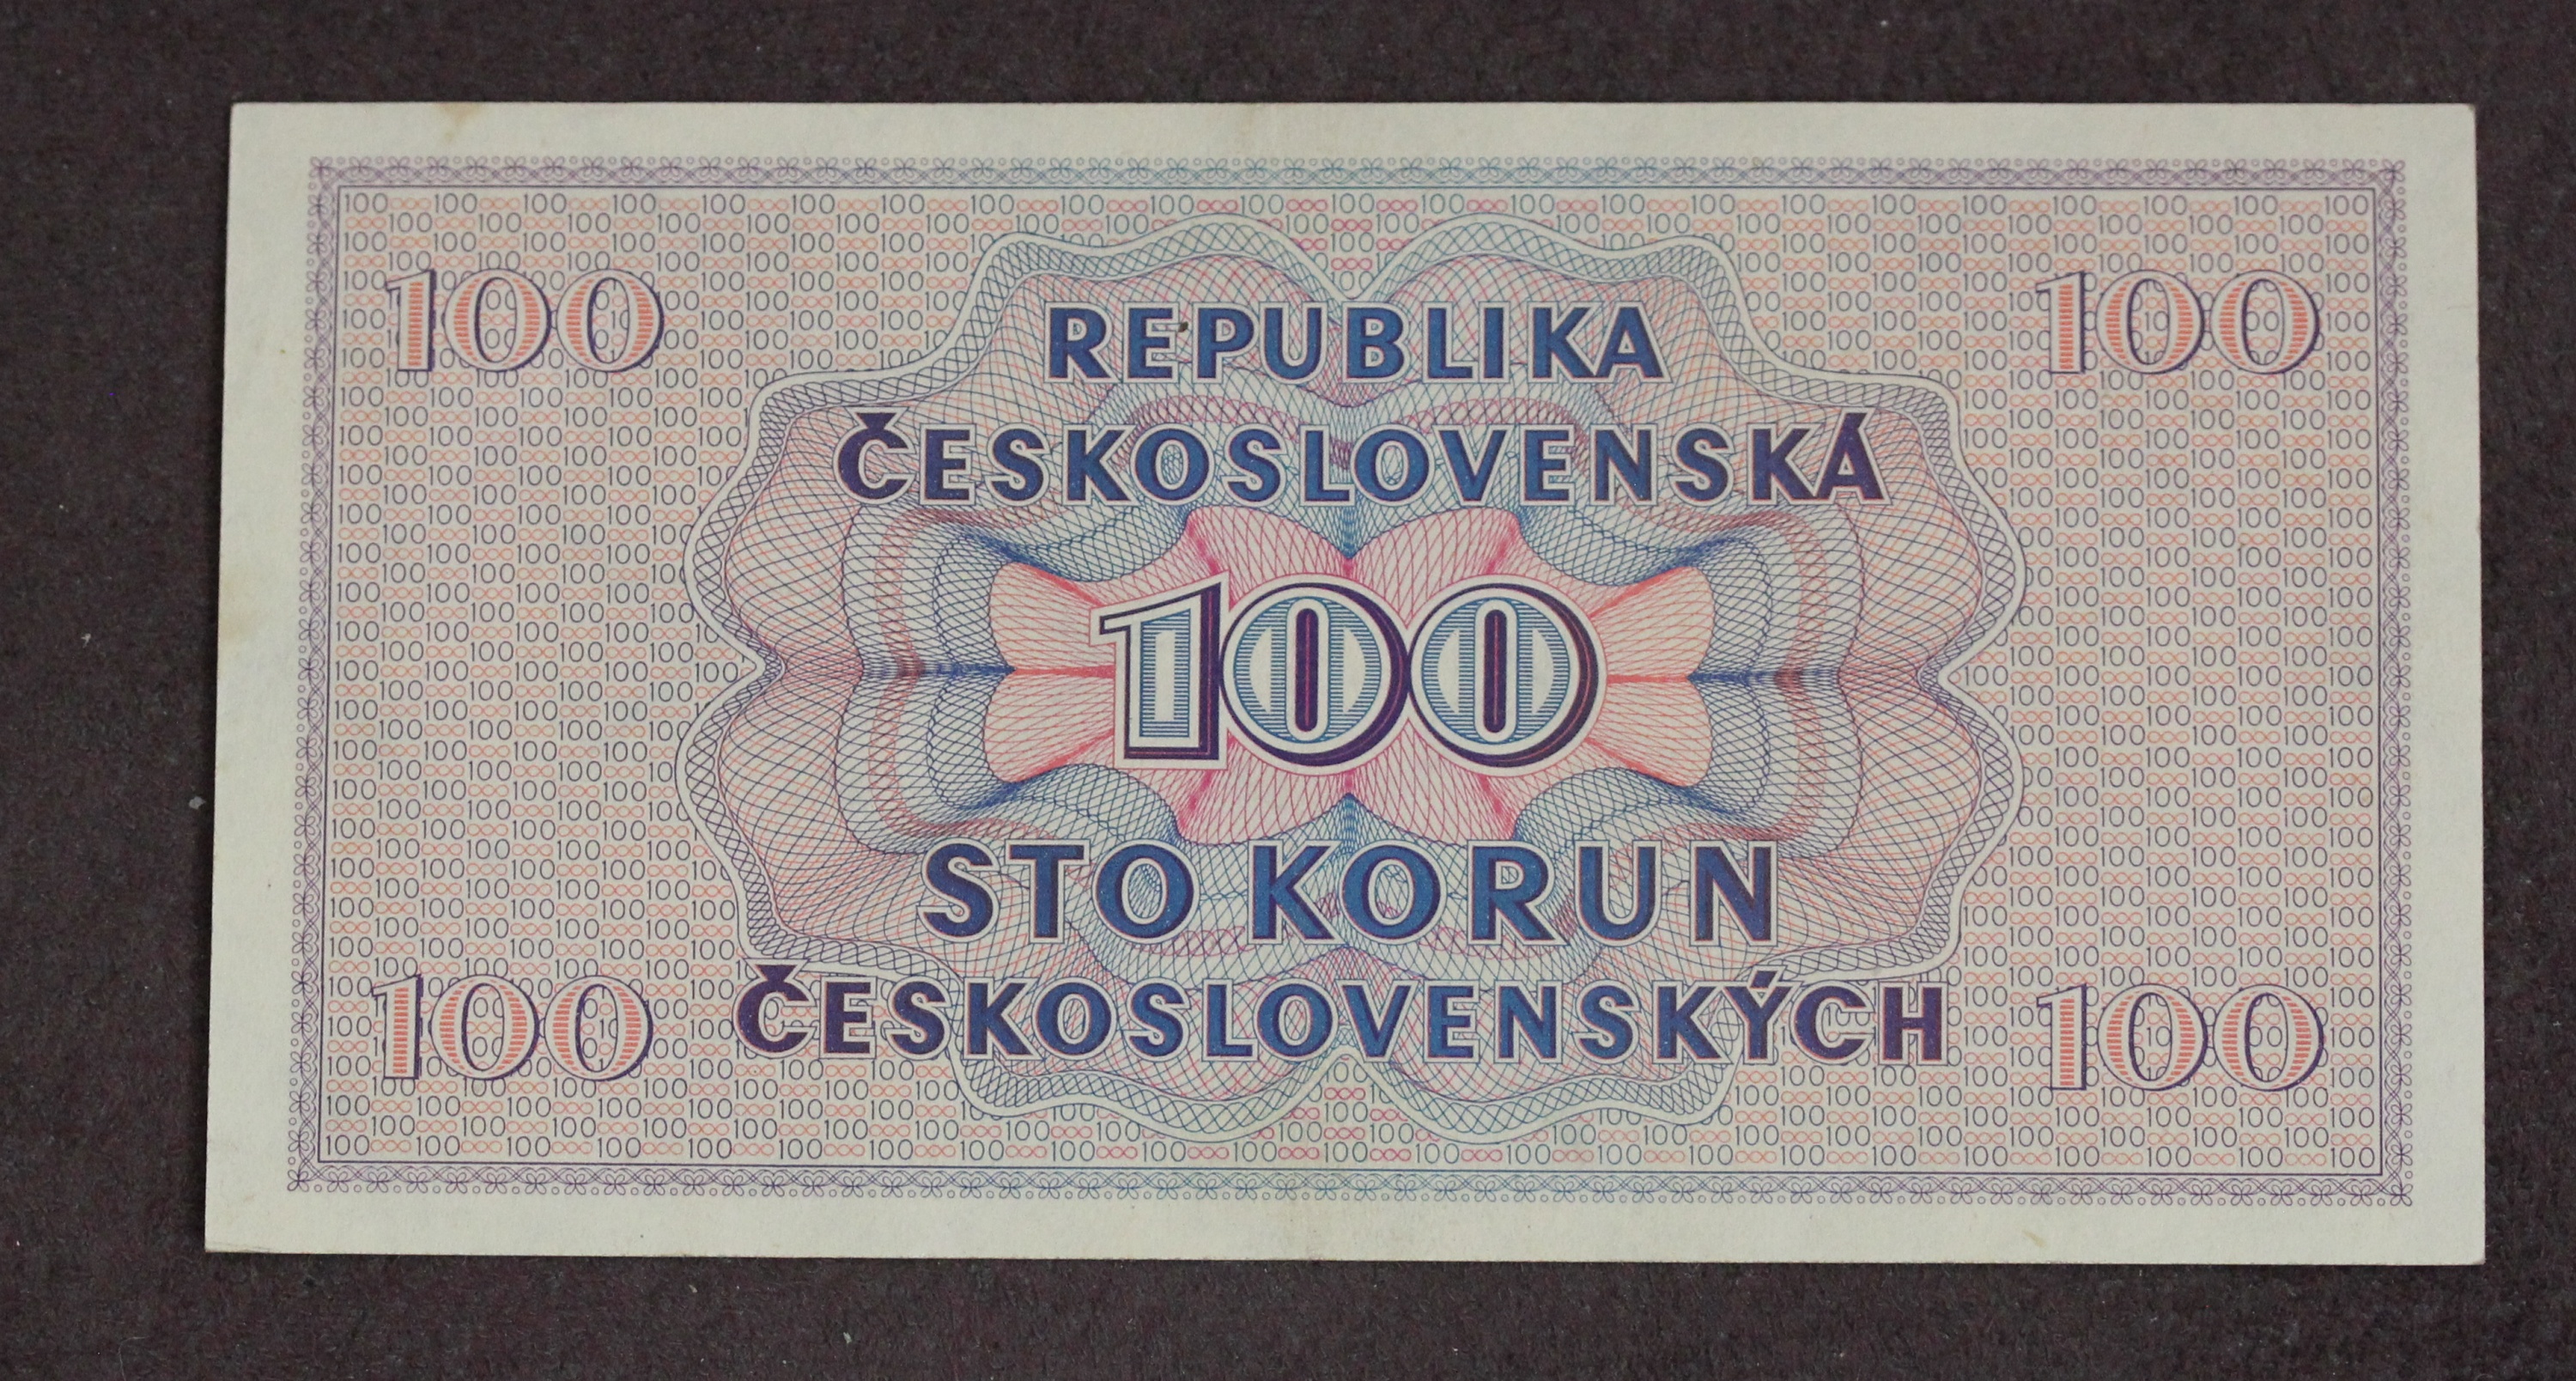 100 100
REPUBLIKA
ČESKOSLOVENSKÁ
100
STO KORUN
ČESKOSLOVENSKÝCH
100 100